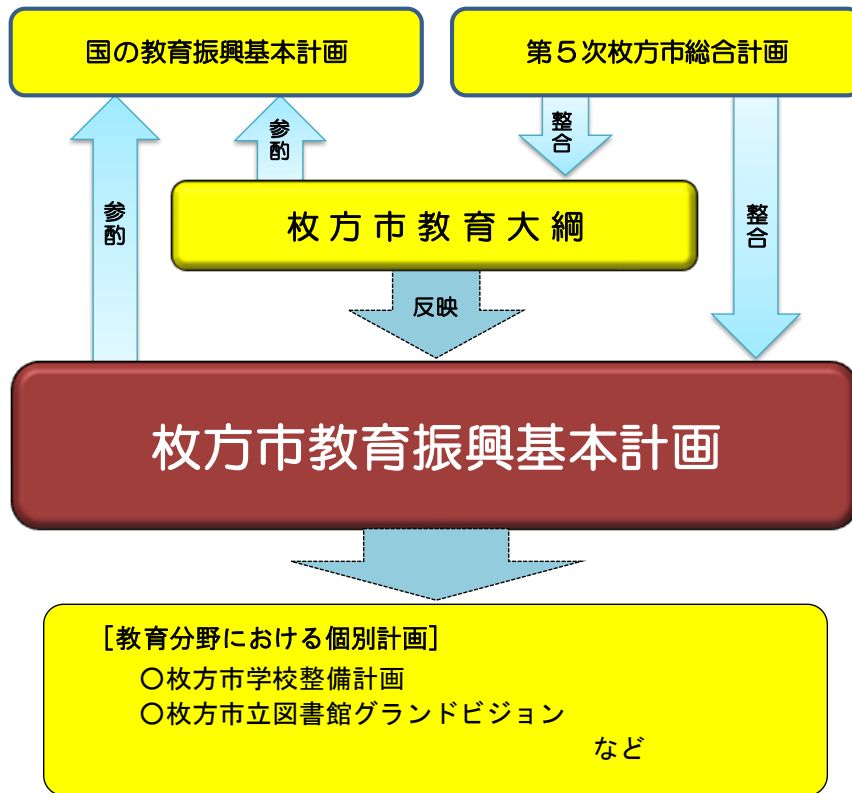 国の教育振興基本計画
第５次枚方市総合計画
参酌
整合
参酌
整合
枚方市教育大綱
反映
枚方市教育振興基本計画
［教育分野における個別計画］
○枚方市学校整備計画
○枚方市立図書館グランドビジョン
など